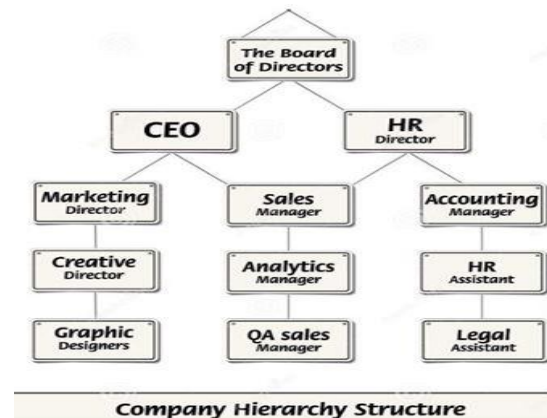 The Board
of Directors
CEO
HR
Director
Marketing
Director
Sales
Manager
Accounting
Manager
Creative
Director
Analytics
Manager
HR
Assistant
Graphic
Designers
QA sales
Manager
Legal
Assistant
Company Hierarchy Structure